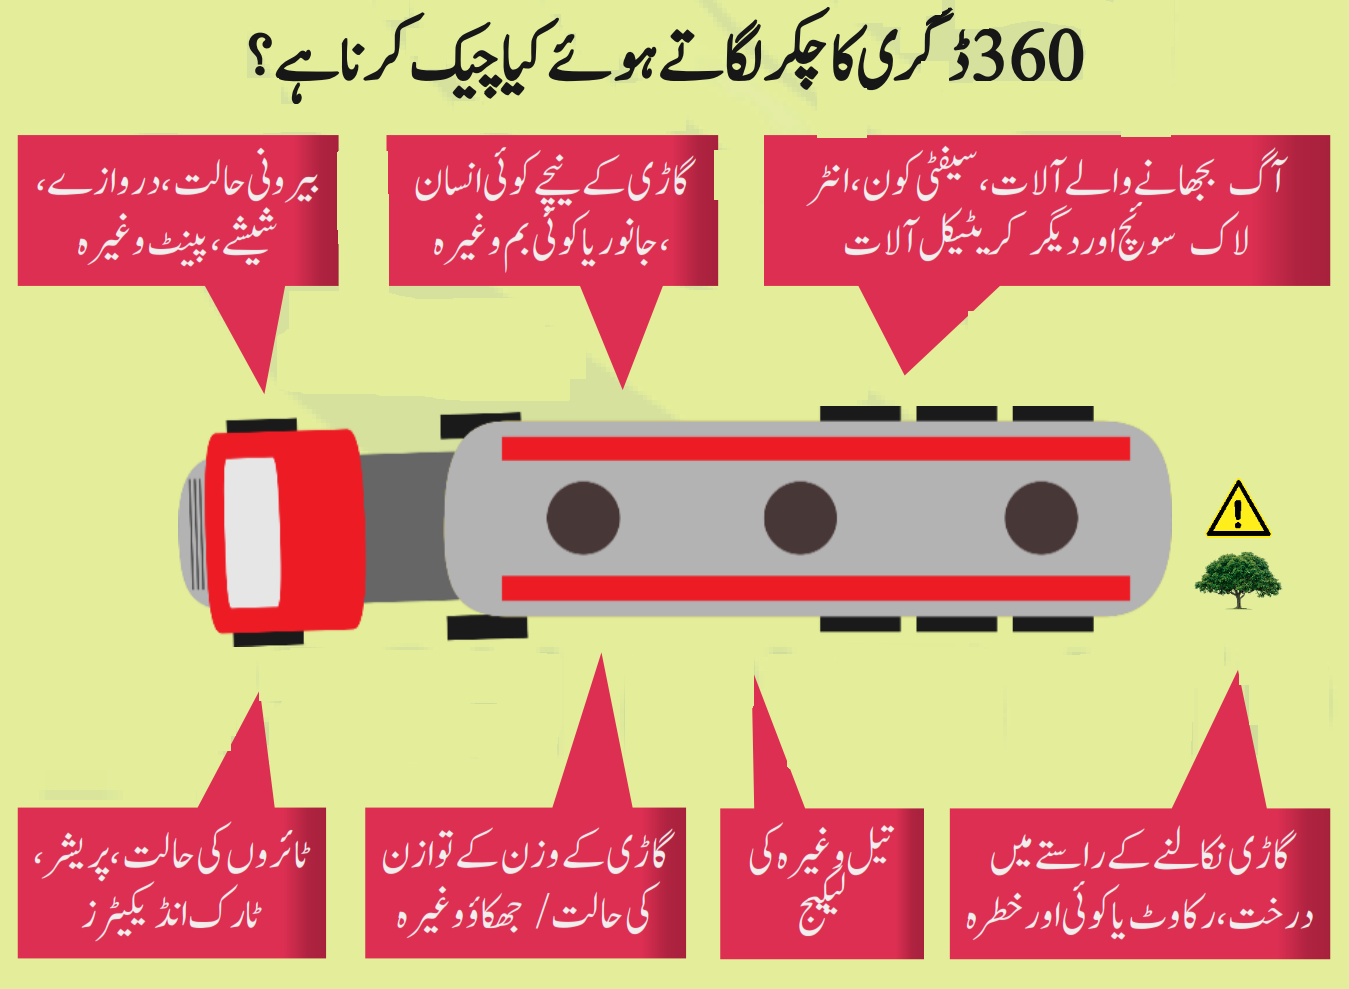 360 ڈگری کا چکر لگاتے ہوئے کیا چیک کرنا ہے؟
آگ بجھانے والے آلات، سیفٹی کون، انٹر
لاک سوئچ اور دیگر کریٹیکل آلات
گاڑی کے نیچے کوئی انسان
،جانور یا کوئی بم وغیرہ
بیرونی حالت، دروازے،
شیشے، پینٹ وغیرہ
گاڑی نکالنے کے راستے میں
درخت، رکاوٹ یا کوئی اور خطرہ
تیل وغیرہ کی
لیکیج
گاڑی کے وزن کے توازن
کی حالت / جھکاؤ وغیرہ
ٹائروں کی حالت، پریشر،
ٹارک انڈیکیٹرز